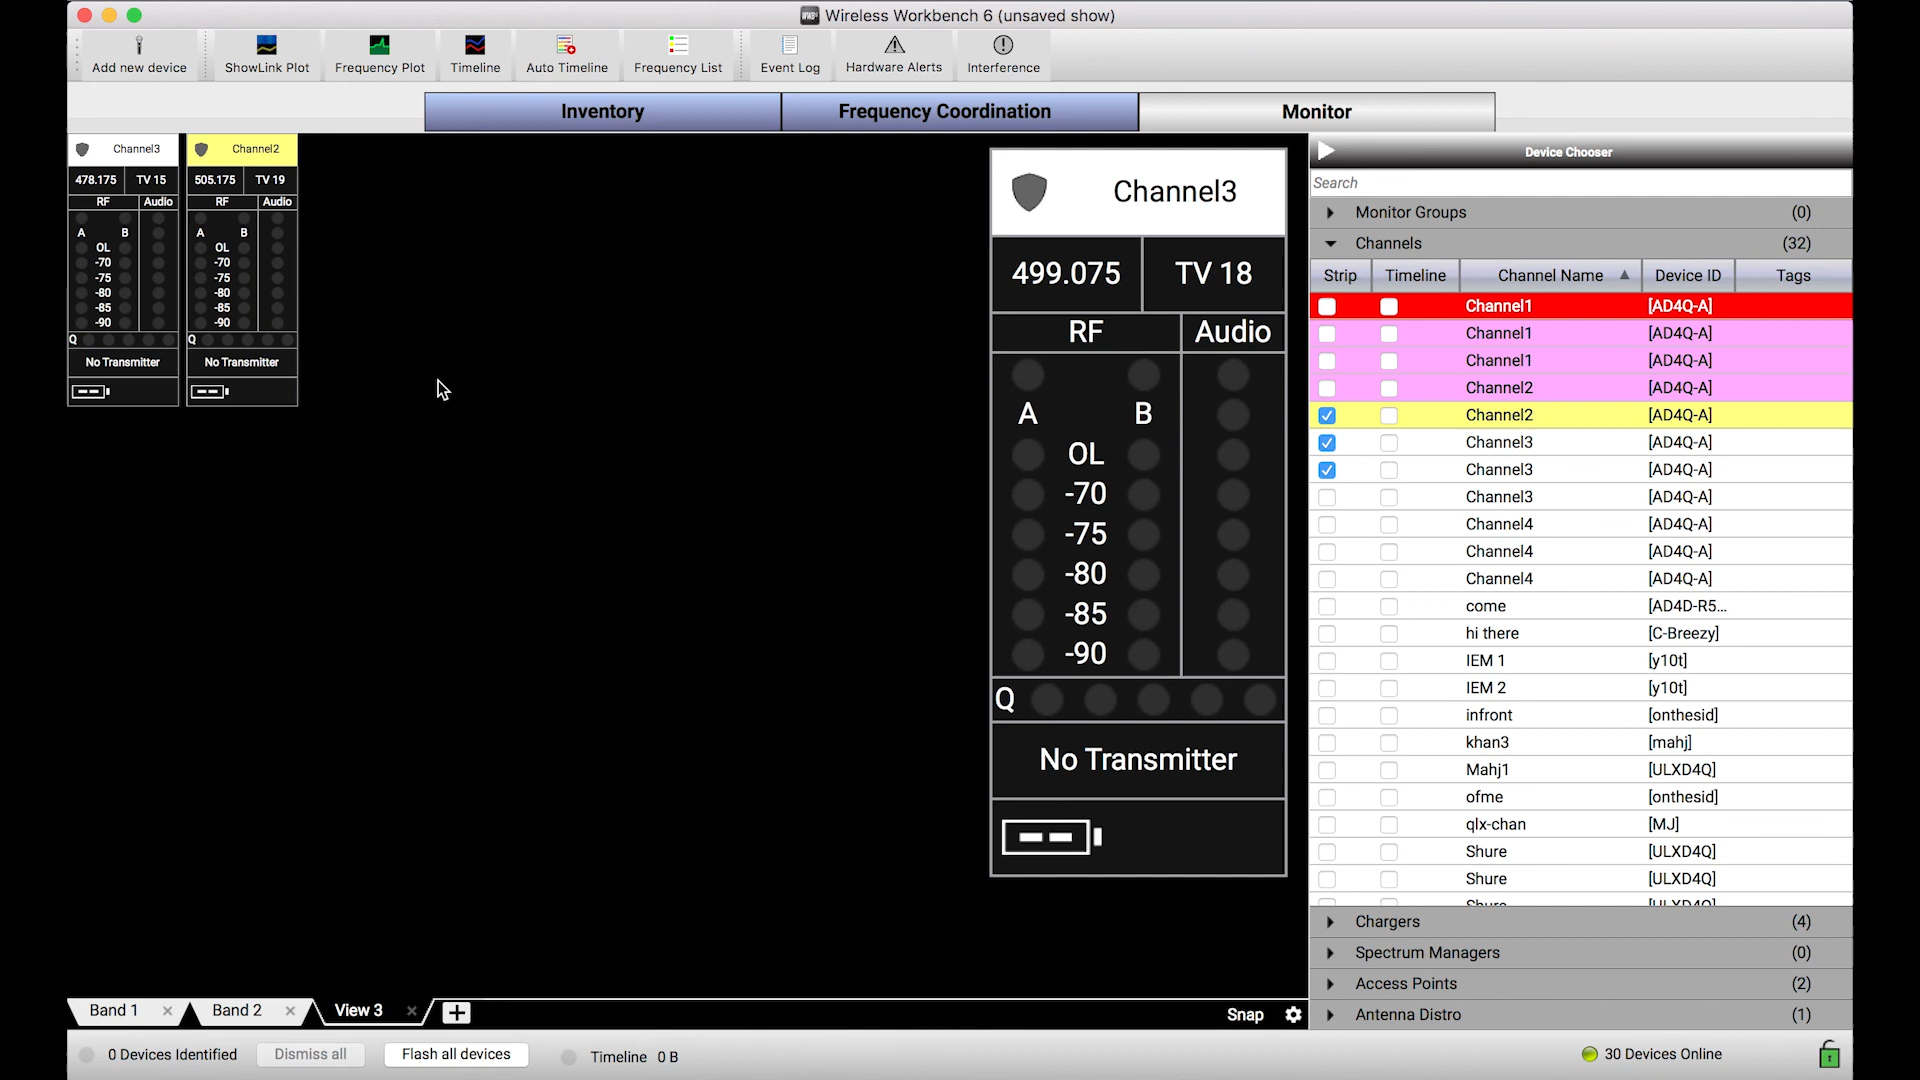 Wireless Workbench 6 (unsaved show)
Add new device
ShowLink Plot
Frequency Plot
Timeline
Auto Timeline
Frequency List
Event Log
Hardware Alerts
Interference
Inventory
Frequency Coordination
Monitor
Channel3
478.175 TV 15
RF Audio
A B
OL
-70
-75
-80
-85
-90
Q
No Transmitter
Channel2
505.175 TV 19
RF Audio
A B
OL
-70
-75
-80
-85
-90
Q
No Transmitter
Channel3
499.075 TV 18
RF Audio
A B
OL
-70
-75
-80
-85
-90
Q
No Transmitter
Device Chooser
Search
Monitor Groups (0)
Channels (32)
Strip Timeline Channel Name Device ID Tags
Channel1 [AD4Q-A]
Channel1 [AD4Q-A]
Channel1 [AD4Q-A]
Channel2 [AD4Q-A]
Channel2 [AD4Q-A]
Channel3 [AD4Q-A]
Channel3 [AD4Q-A]
Channel3 [AD4Q-A]
Channel4 [AD4Q-A]
Channel4 [AD4Q-A]
Channel4 [AD4Q-A]
come [AD4D-R5...
hi there [C-Breezy]
IEM 1 [y10t]
IEM 2 [y10t]
infront [onthesid]
khan3 [mahj]
Mahj1 [ULXD4Q]
ofme [onthesid]
qlx-chan [MJ]
Shure [ULXD4Q]
Shure [ULXD4Q]
Shure [ULXD4Q]
Chargers (4)
Spectrum Managers (0)
Access Points (2)
Antenna Distro (1)
Band 1
Band 2
View 3
Snap
0 Devices Identified
Dismiss all
Flash all devices
Timeline 0 B
30 Devices Online